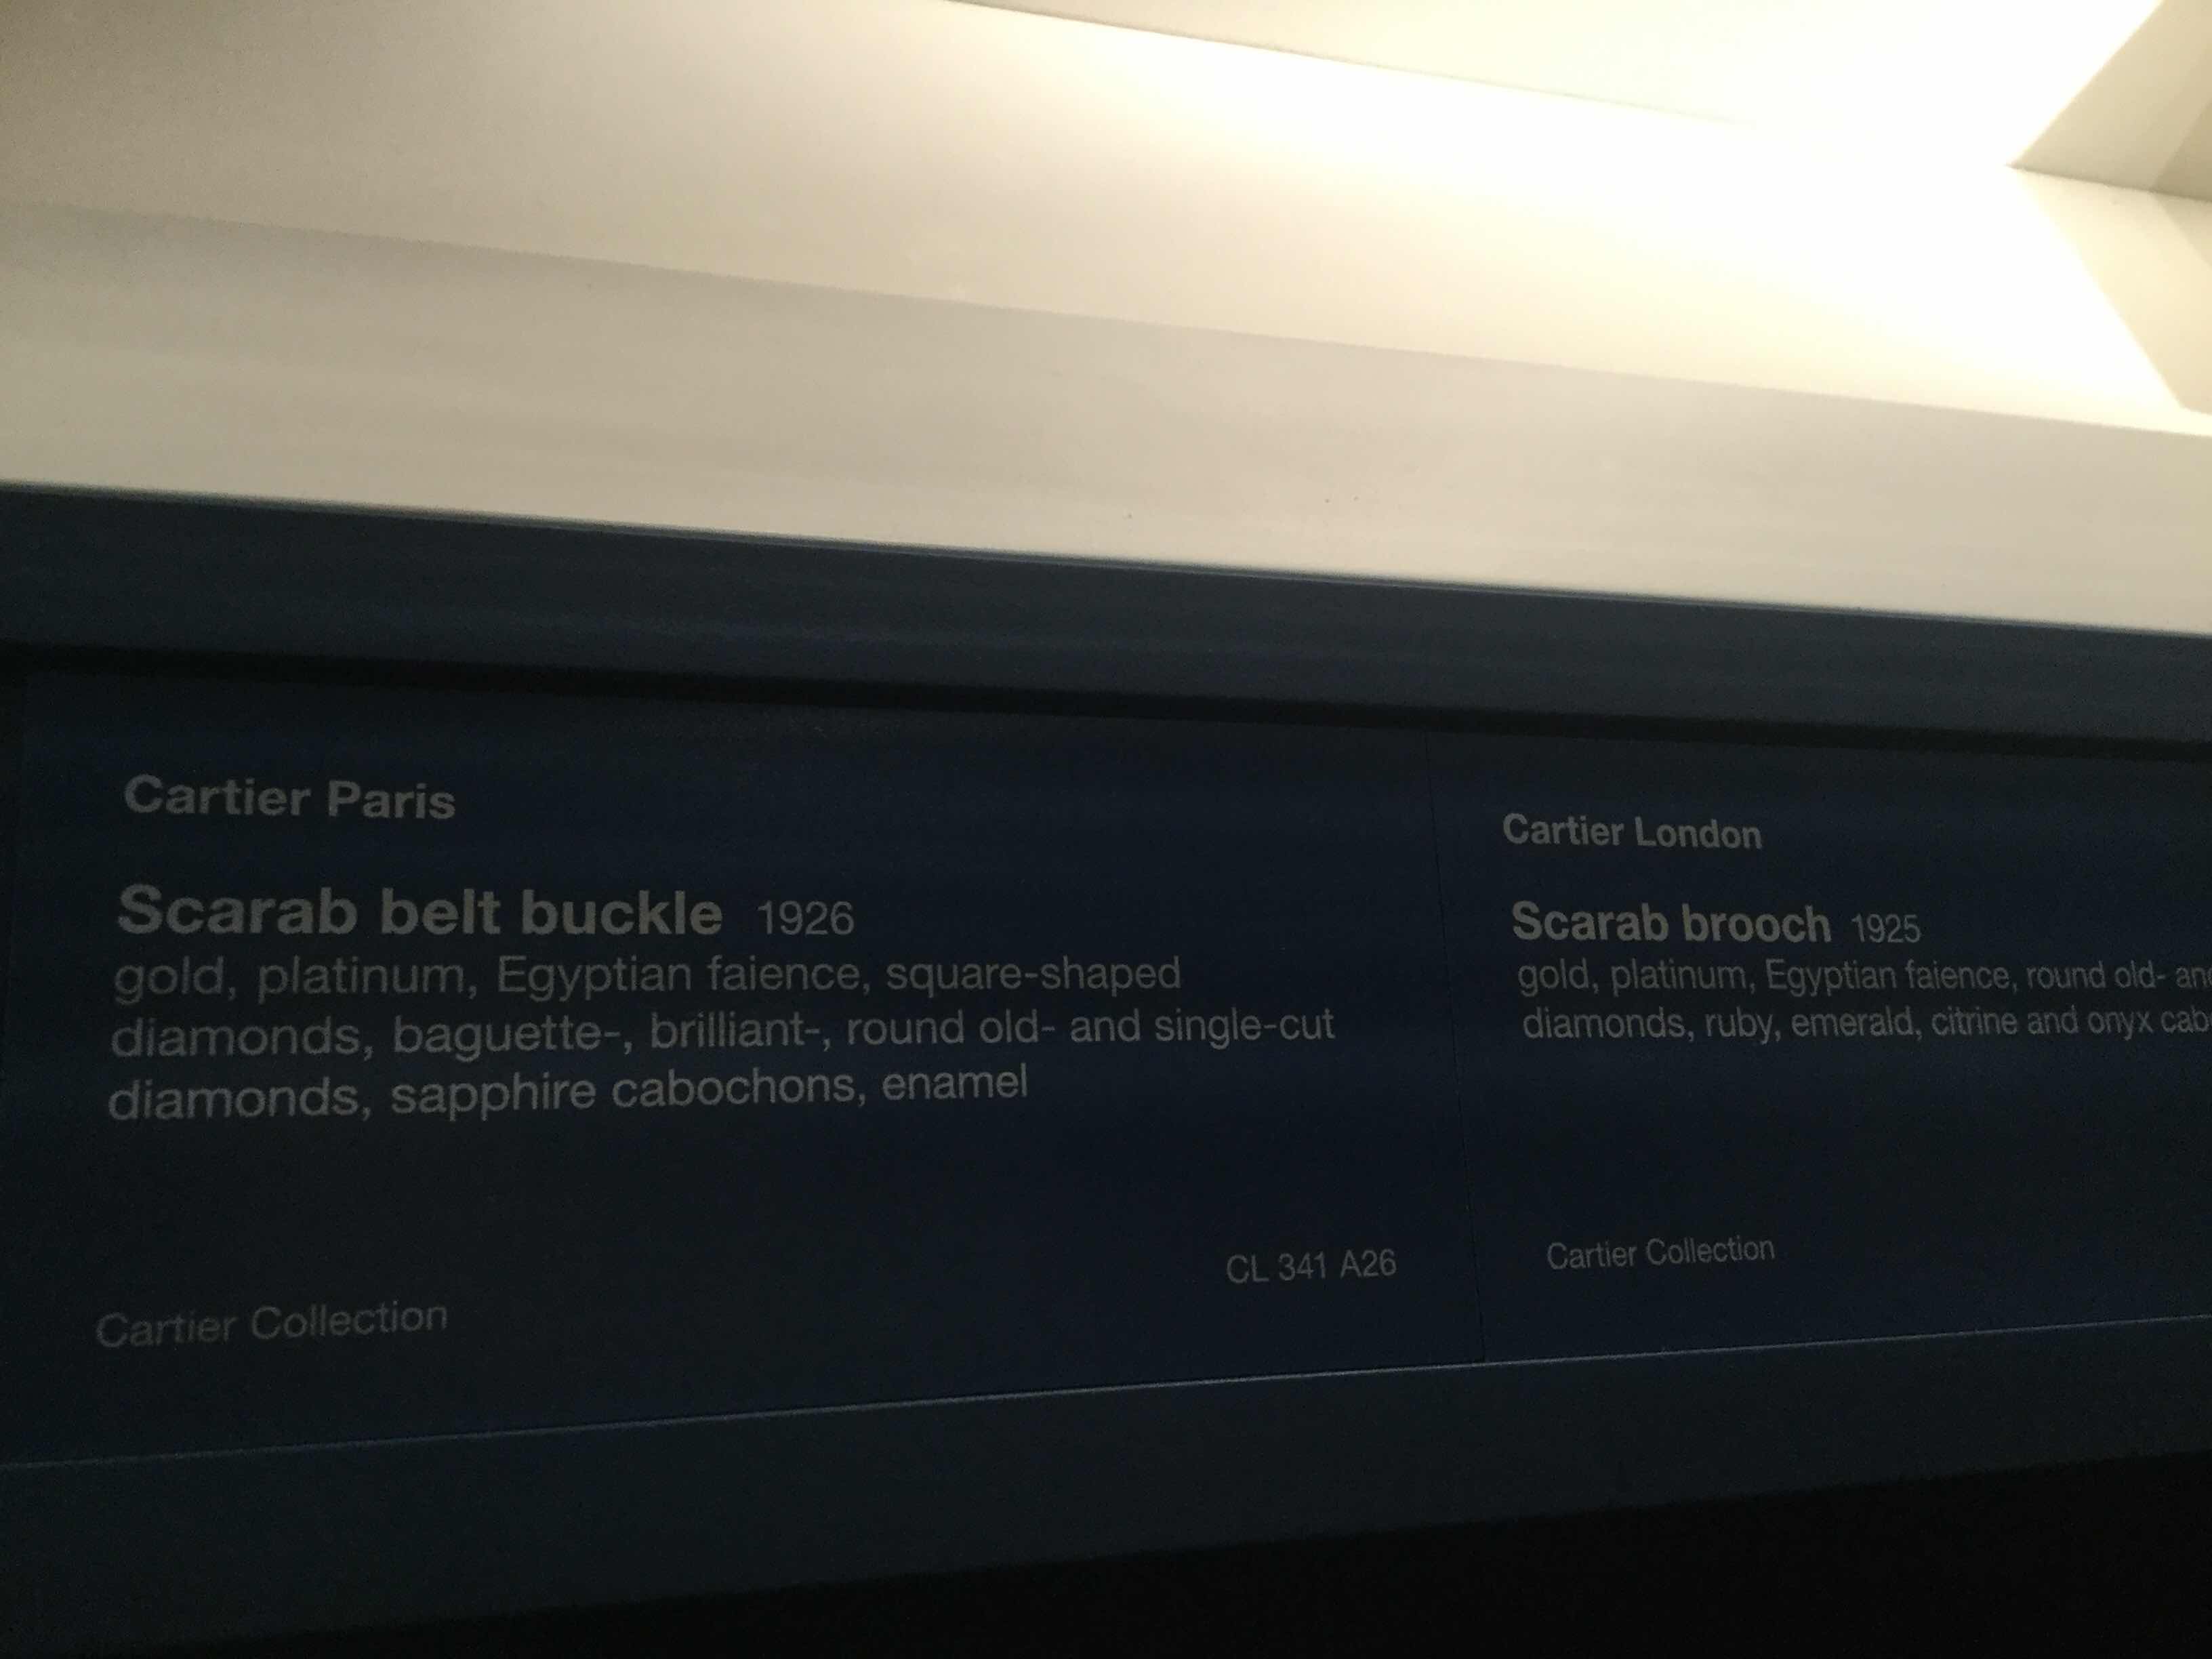 Cartier Paris
Scarab belt buckle 1926
gold, platinum, Egyptian faience, square-shaped
diamonds, baguette-, brilliant-, round old- and single-cut
diamonds, sapphire cabochons, enamel
CL 341 A26
Cartier Collection
Cartier London
Scarab brooch 1925
gold, platinum, Egyptian faience, round old-
diamonds, ruby, emerald, citrine and onyx
Cartier Collection